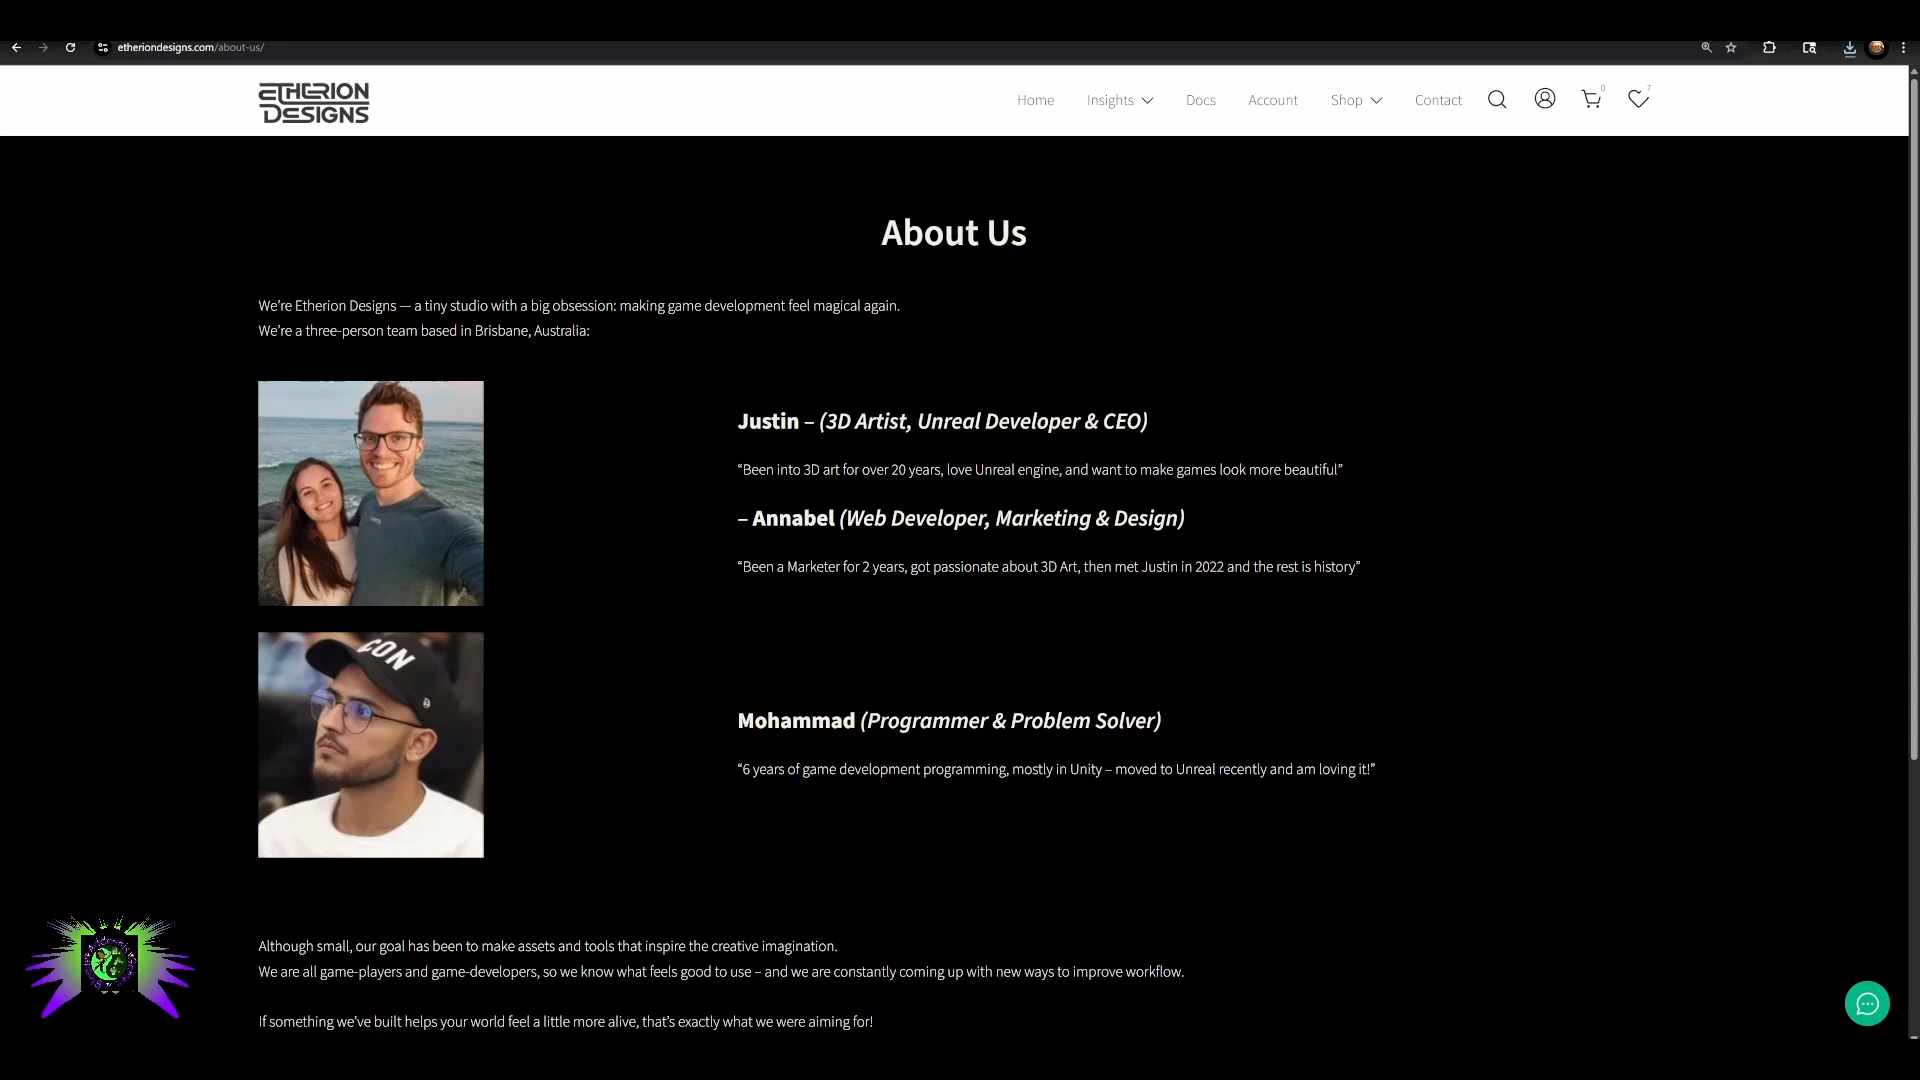 etheriondesigns.com/about-us/
ETHERION
DESIGNS
Home
Insights
Docs
Account
Shop
Contact
0
7
About Us
We’re Etherion Designs — a tiny studio with a big obsession: making game development feel magical again.
We’re a three-person team based in Brisbane, Australia:
Justin – (3D Artist, Unreal Developer & CEO)
“Been into 3D art for over 20 years, love Unreal engine, and want to make games look more beautiful”
– Annabel (Web Developer, Marketing & Design)
“Been a Marketer for 2 years, got passionate about 3D Art, then met Justin in 2022 and the rest is history”
CON
Mohammad (Programmer & Problem Solver)
“6 years of game development programming, mostly in Unity – moved to Unreal recently and am loving it!”
Although small, our goal has been to make assets and tools that inspire the creative imagination.
We are all game-players and game-developers, so we know what feels good to use – and we are constantly coming up with new ways to improve workflow.
If something we’ve built helps your world feel a little more alive, that’s exactly what we were aiming for!